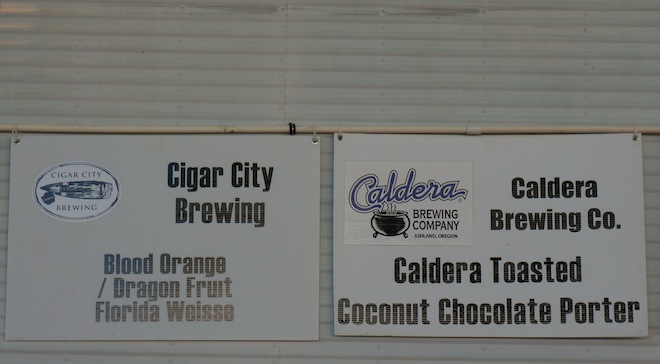 CIGAR CITY
BREWING
Cigar City
Brewing
Blood Orange
/ Dragon Fruit
Florida Weisse
Caldera
BREWING
COMPANY
ASHLAND, OREGON
Caldera
Brewing Co.
Caldera Toasted
Coconut Chocolate Porter